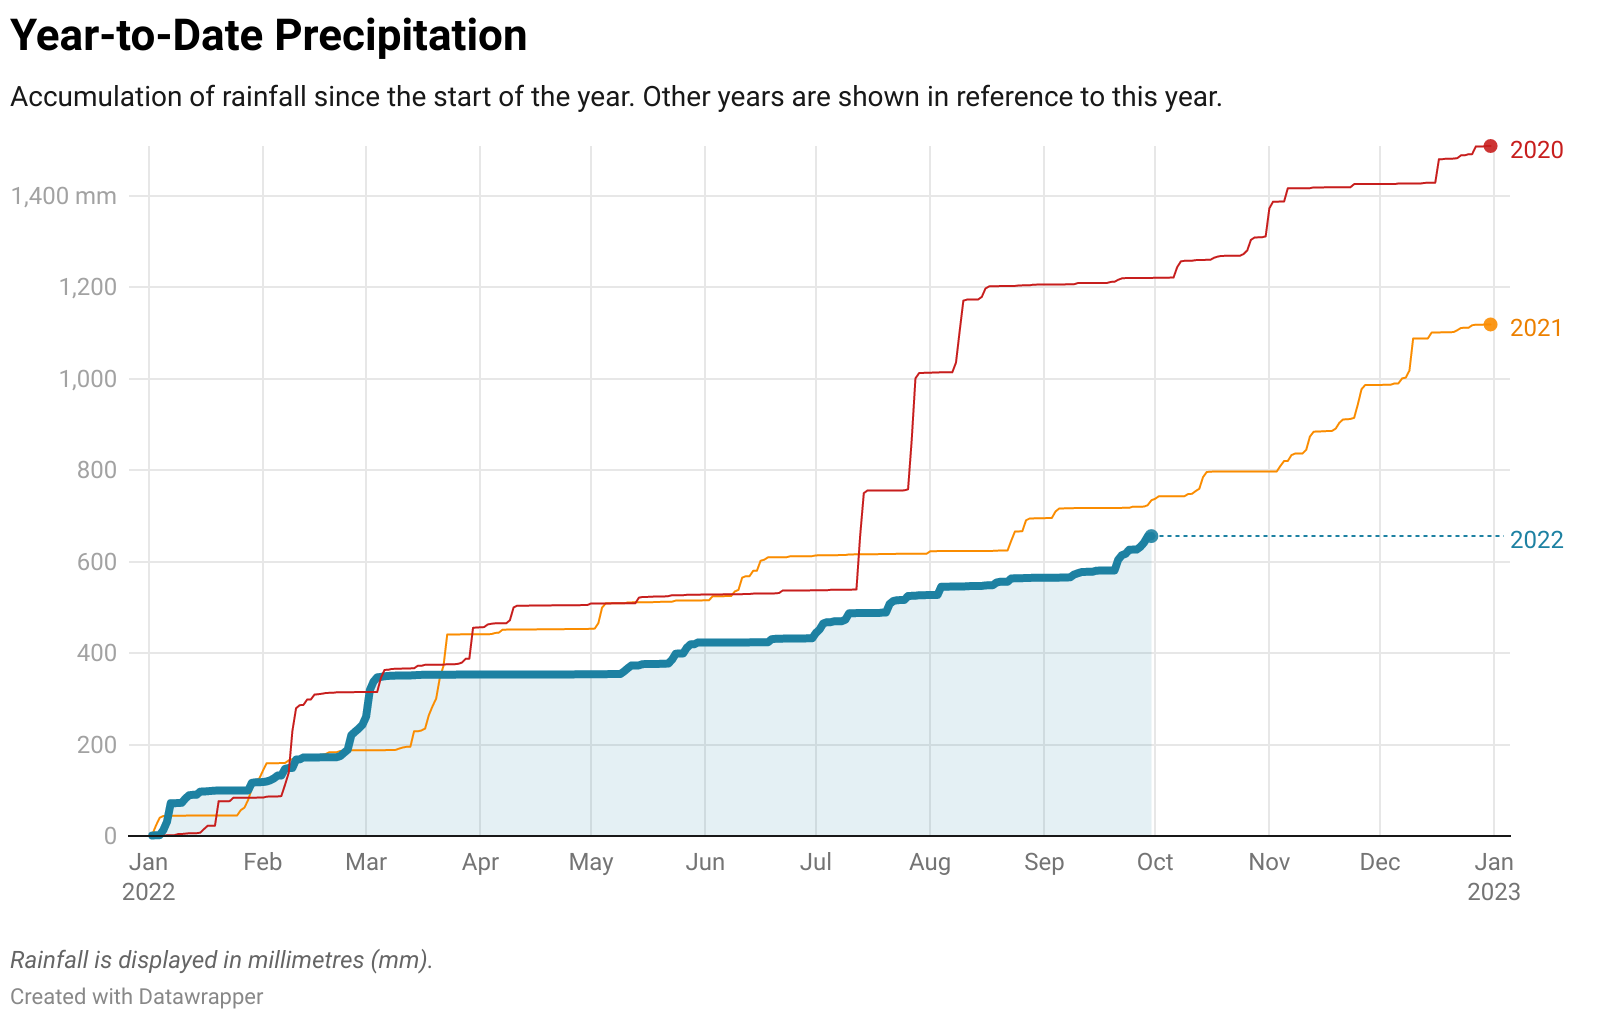 Year-to-Date Precipitation
Accumulation of rainfall since the start of the year. Other years are shown in reference to this year.
2020
1,400 mm
1,200
2021
1,000
800
2022
600
400
200
0
Jan Feb Mar Apr May Jun Jul Aug Sep Oct Nov Dec Jan
2022 2023
Rainfall is displayed in millimetres (mm).
Created with Datawrapper